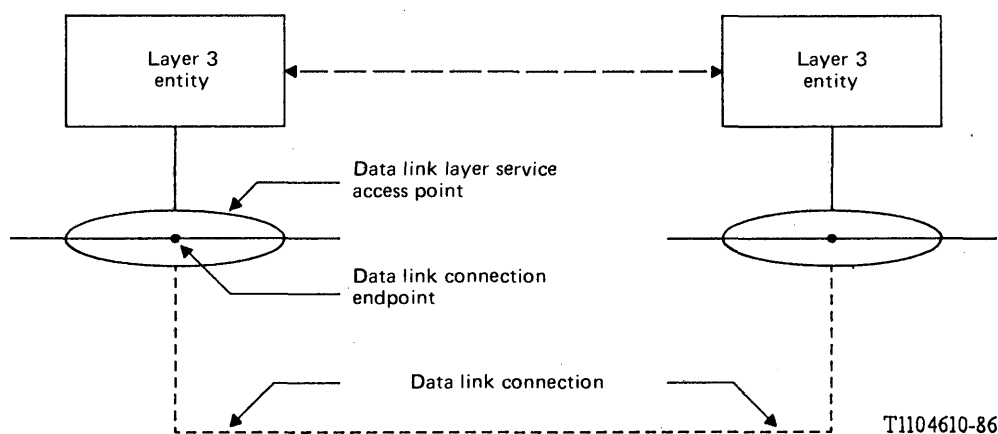 Layer 3
entity
Layer 3
entity
Data link layer service
access point
Data link connection
endpoint
Data link connection
T1104610-86